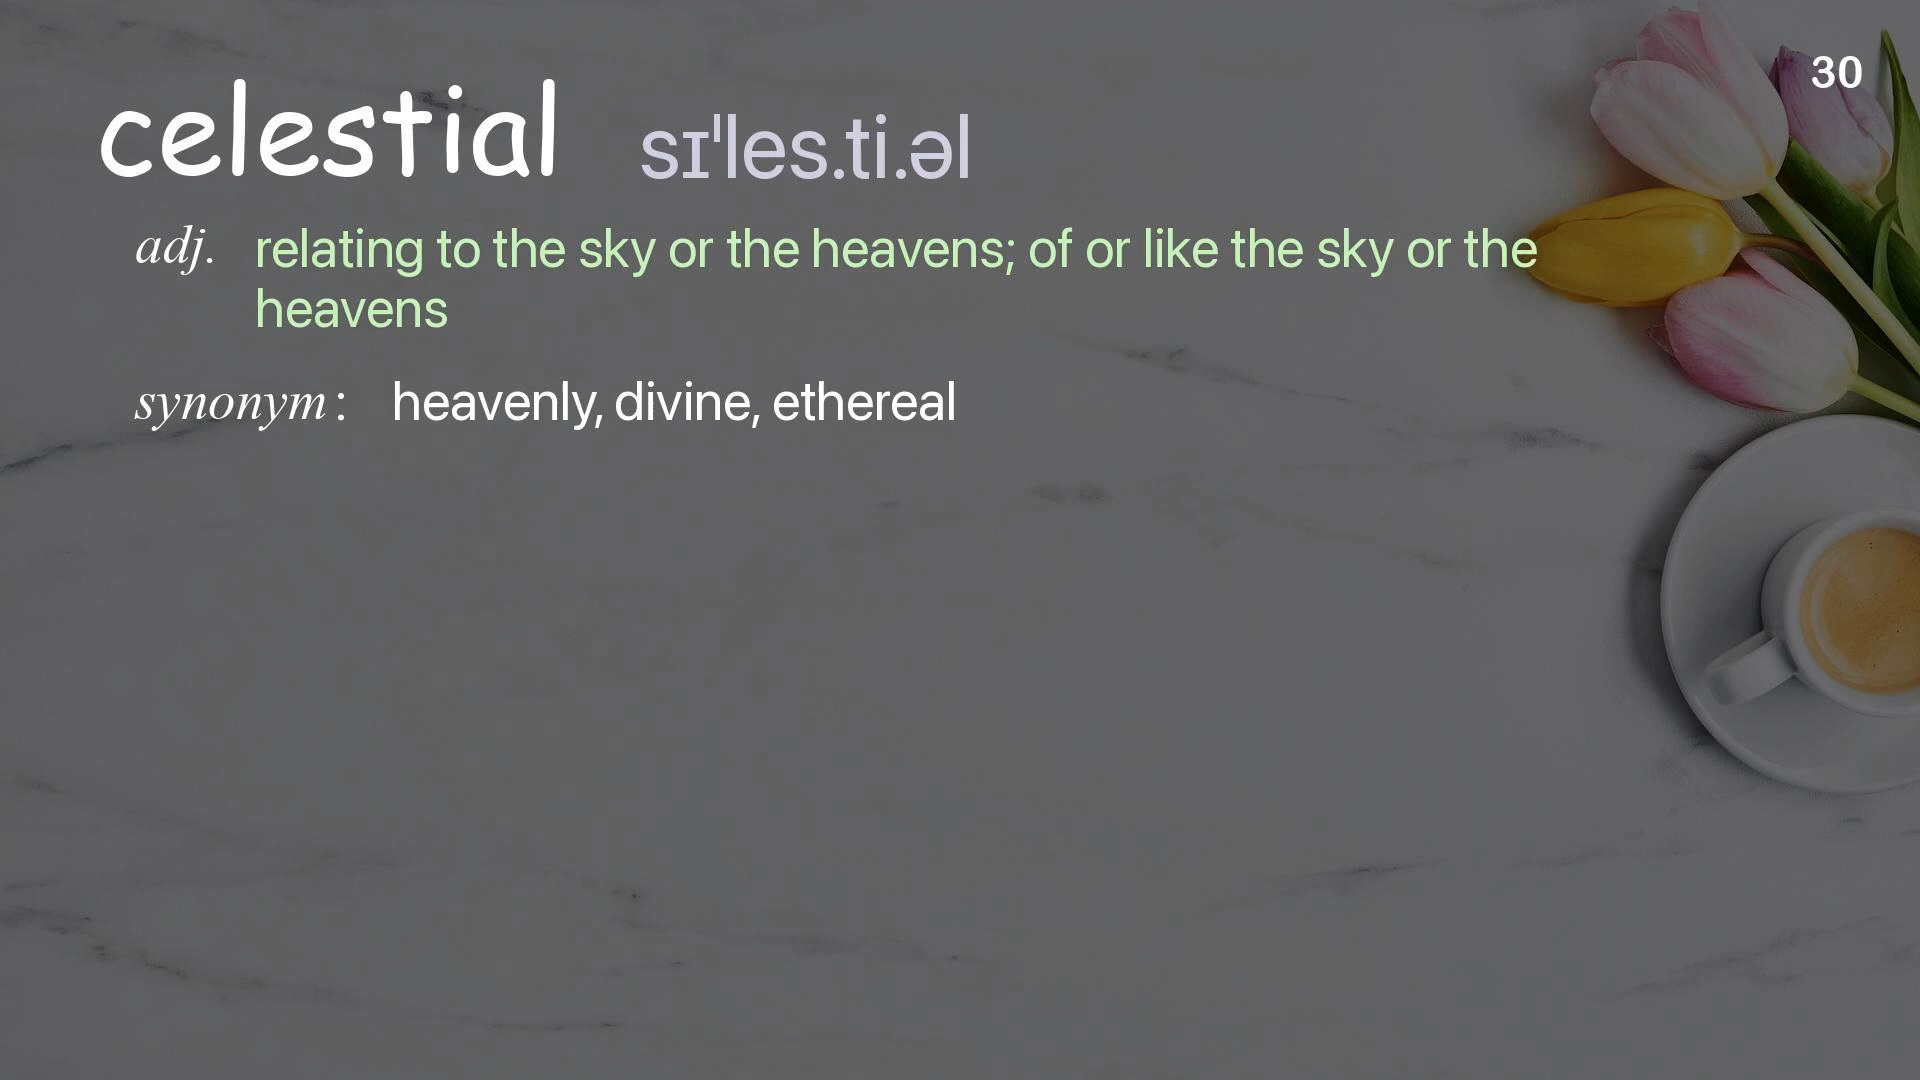 30
celestial sɪˈles.ti.əl
adj. relating to the sky or the heavens; of or like the sky or the
heavens
synonym: heavenly, divine, ethereal